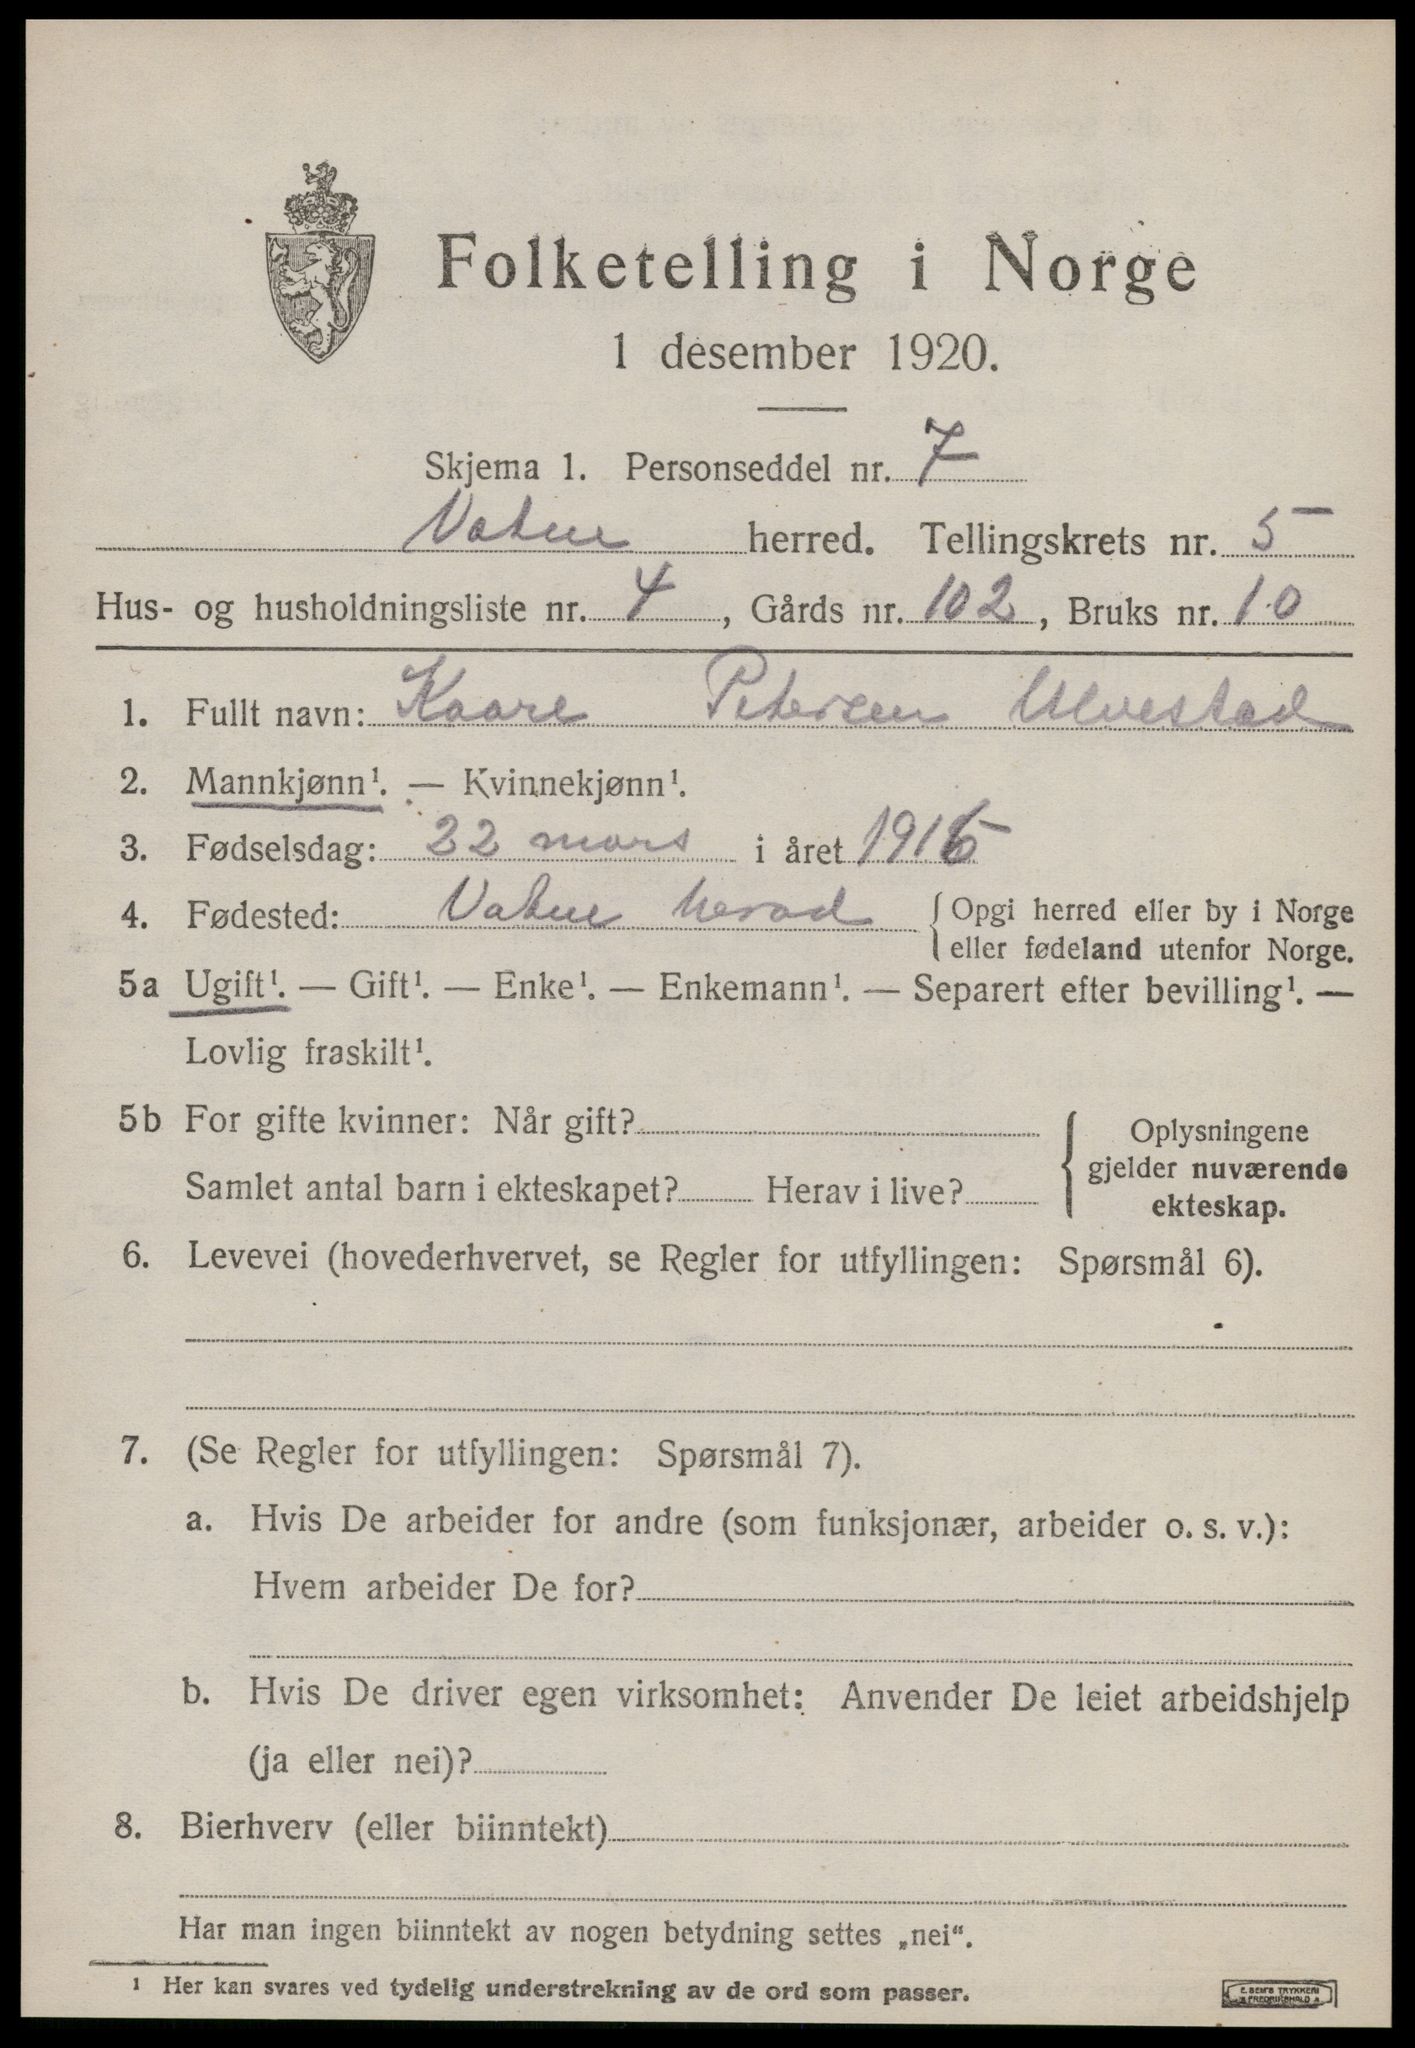 Folketelling i Norge
1 desember 1920.
Skjema 1. Personseddel nr. 7
Vatne herred. Tellingskrets nr. 5
Hus- og husholdningsliste nr. 4, Gårds nr. 102, Bruks nr. 10
1. Fullt navn: Kaare Petersen Ulvestad
2. Mannkjønn¹. — Kvinnekjønn¹.
3. Fødselsdag: 22 mars i året
4. Fødested: Vatne herad { Opgi herred eller by i Norge
eller fødeland utenfor Norge.
5a Ugift¹. — Gift¹. — Enke¹. — Enkemann¹. — Separert efter bevilling¹. —
Lovlig fraskilt¹.
5b For gifte kvinner: Når gift?
Samlet antal barn i ekteskapet? Herav i live?
{ Oplysningene
gjelder nuværende
ekteskap.
6. Levevei (hovederhvervet, se Regler for utfyllingen: Spørsmål 6).
7. (Se Regler for utfyllingen: Spørsmål 7).
a. Hvis De arbeider for andre (som funksjonær, arbeider o. s. v.):
Hvem arbeider De for?
b. Hvis De driver egen virksomhet: Anvender De leiet arbeidshjelp
(ja eller nei)?
8. Bierhverv (eller biinntekt)
Har man ingen biinntekt av nogen betydning settes „nei“.
¹ Her kan svares ved tydelig understrekning av de ord som passer.
E. SEM'S TRYKKERI
FREDRIKSHALD